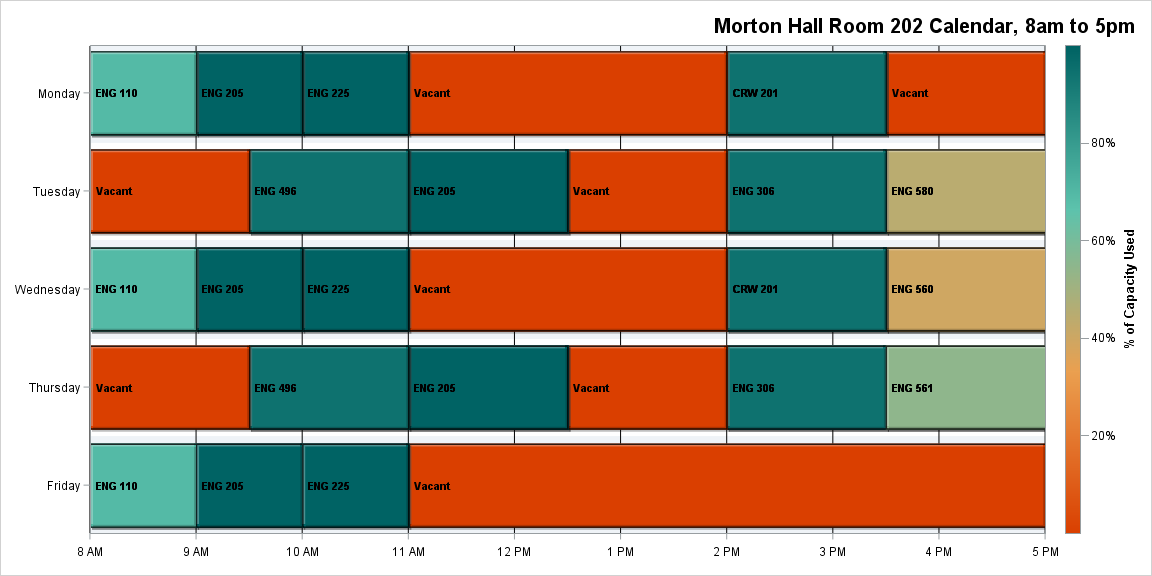 Morton Hall Room 202 Calendar, 8am to 5pm
Monday
ENG 110
ENG 205
ENG 225
Vacant
CRW 201
Vacant
Tuesday
Vacant
ENG 496
ENG 205
Vacant
ENG 306
ENG 580
Wednesday
ENG 110
ENG 205
ENG 225
Vacant
CRW 201
ENG 560
Thursday
Vacant
ENG 496
ENG 205
Vacant
ENG 306
ENG 561
Friday
ENG 110
ENG 205
ENG 225
Vacant
8 AM
9 AM
10 AM
11 AM
12 PM
1 PM
2 PM
3 PM
4 PM
5 PM
80%
60%
40%
20%
% of Capacity Used